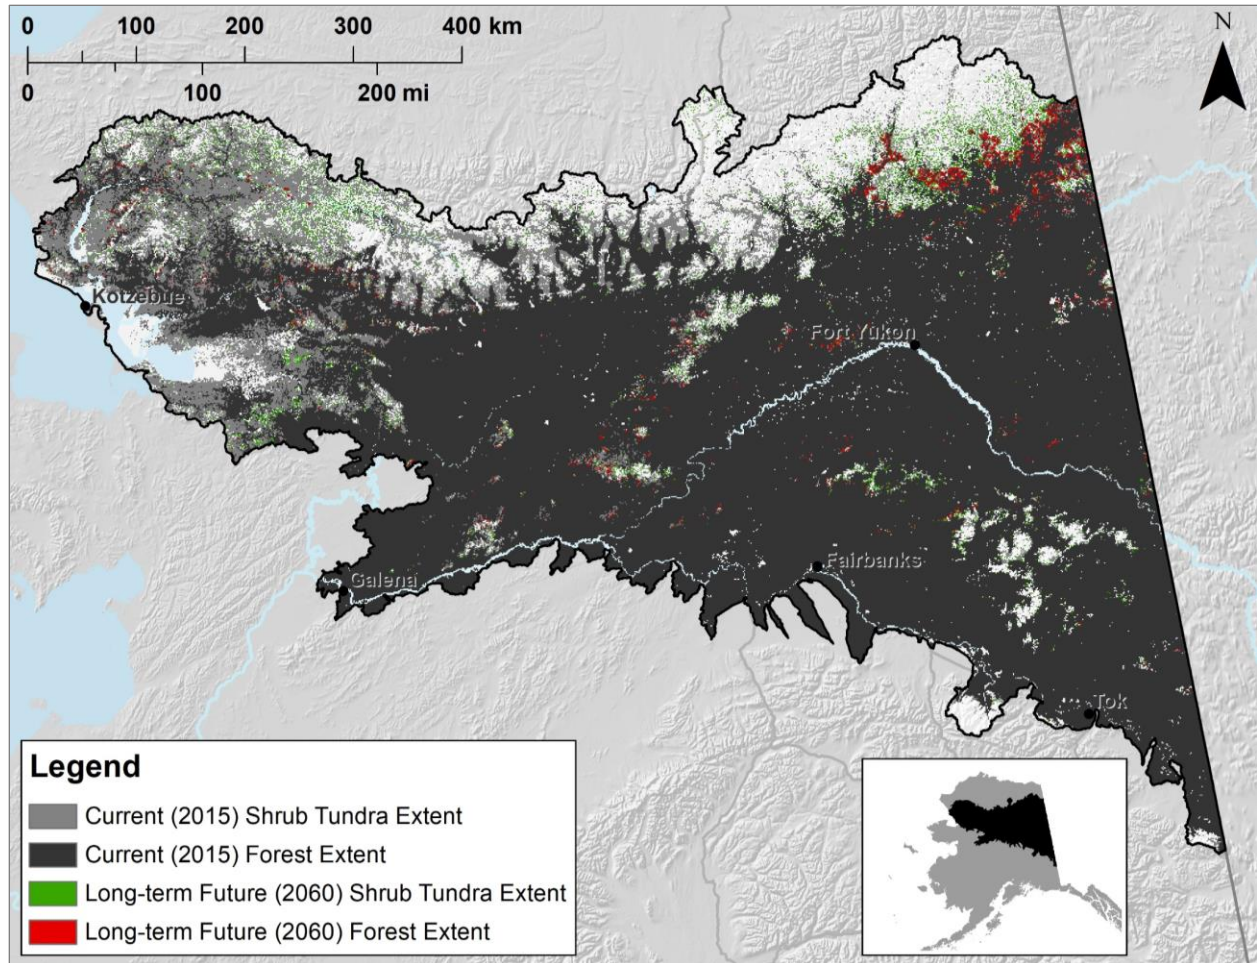 0 100 200 300 400 km
0 100 200 mi
N
Kotzebue
Fort Yukon
Fairbanks
Galena
Tok
Legend
Current (2015) Shrub Tundra Extent
Current (2015) Forest Extent
Long-term Future (2060) Shrub Tundra Extent
Long-term Future (2060) Forest Extent